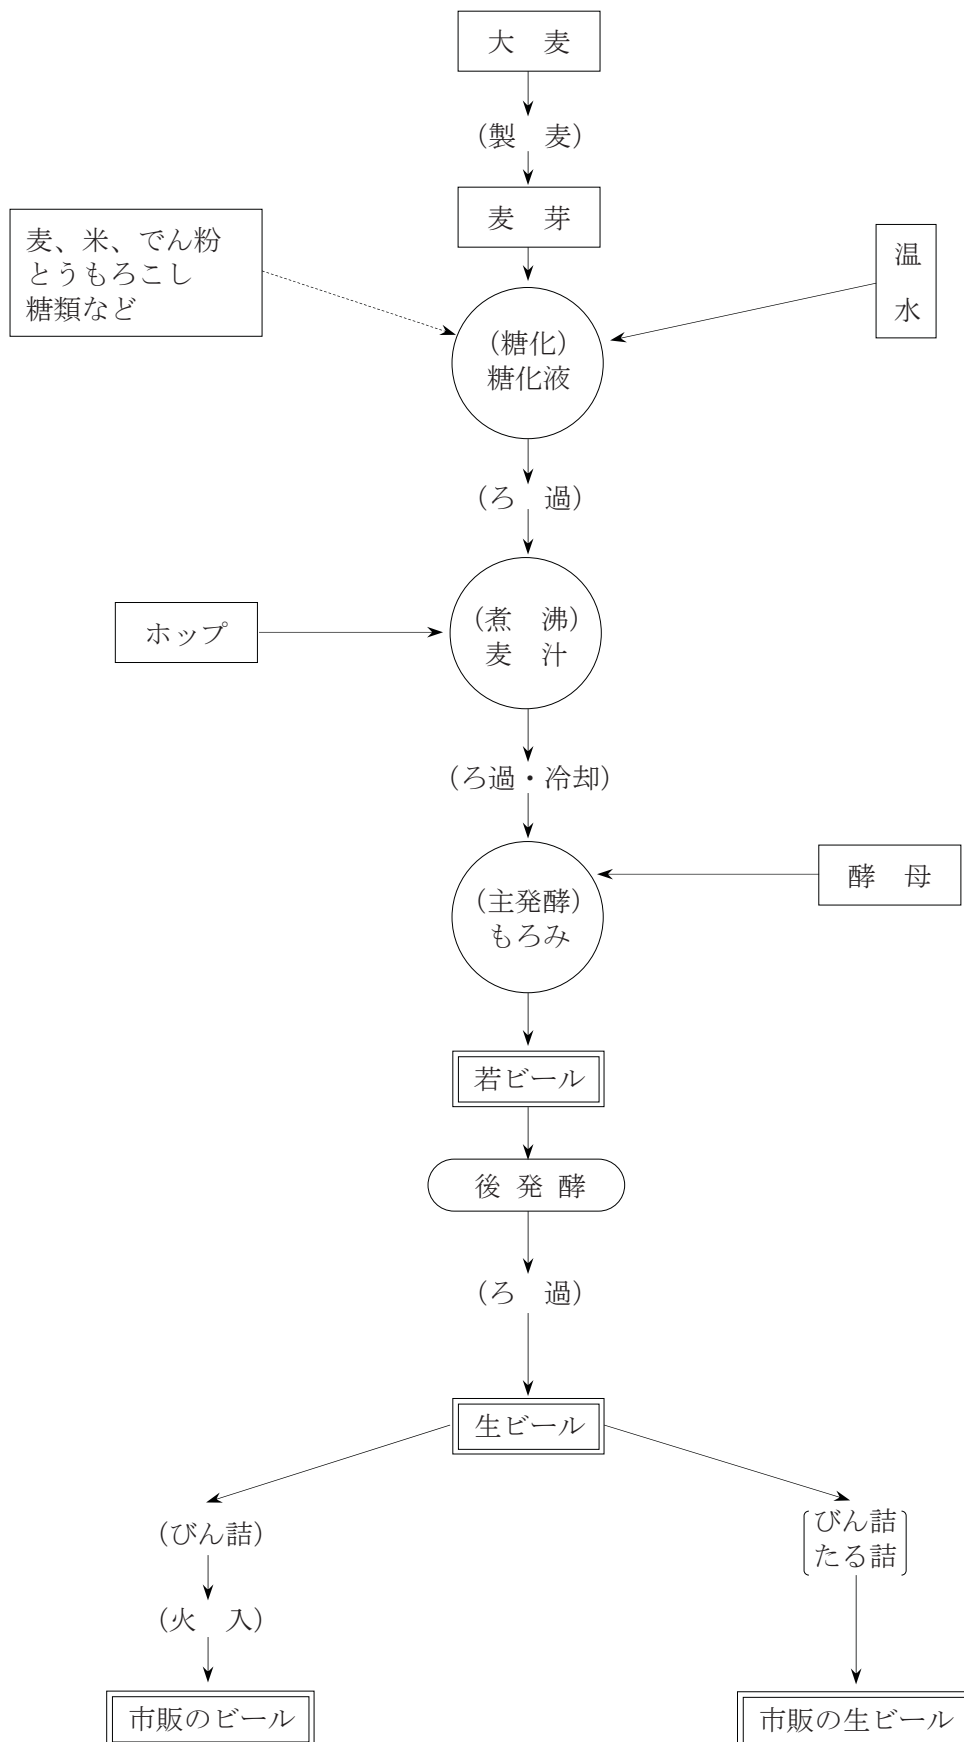 大　麦
（製　麦）
麦　芽
麦、米、でん粉
とうもろこし
糖類など
温
水
（糖化）
糖化液
（ろ　過）
ホップ
（煮　沸）
麦　汁
（ろ過・冷却）
酵　母
（主発酵）
もろみ
若ビール
後 発 酵
（ろ　過）
生ビール
（びん詰）
びん詰
たる詰
（火　入）
市販のビール
市販の生ビール